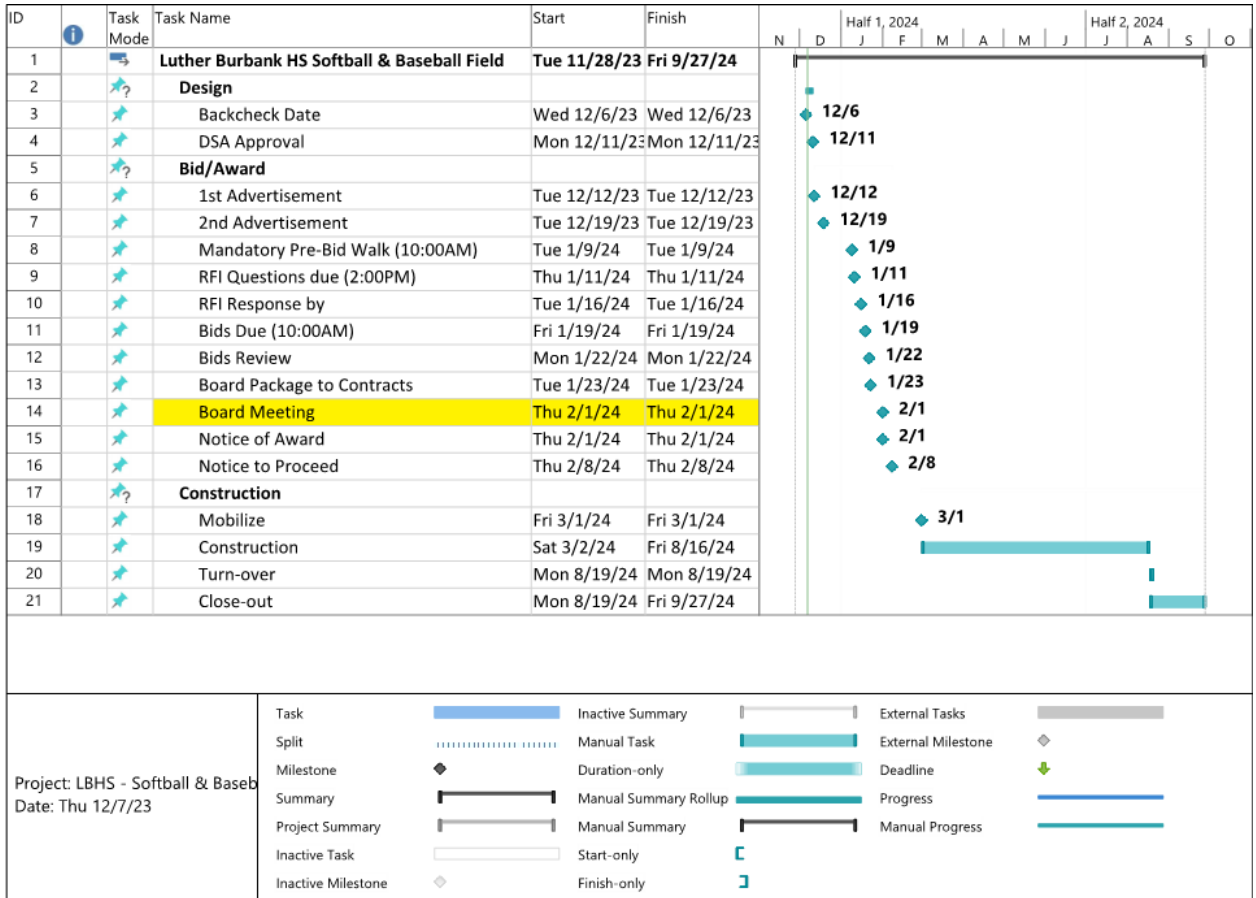 ID Task Mode Task Name Start Finish Half 1, 2024 Half 2, 2024
N D J F M A M J J A S O
1 Luther Burbank HS Softball & Baseball Field Tue 11/28/23 Fri 9/27/24
2 Design
3 Backcheck Date Wed 12/6/23 Wed 12/6/23 12/6
4 DSA Approval Mon 12/11/23 Mon 12/11/23 12/11
5 Bid/Award
6 1st Advertisement Tue 12/12/23 Tue 12/12/23 12/12
7 2nd Advertisement Tue 12/19/23 Tue 12/19/23 12/19
8 Mandatory Pre-Bid Walk (10:00AM) Tue 1/9/24 Tue 1/9/24 1/9
9 RFI Questions due (2:00PM) Thu 1/11/24 Thu 1/11/24 1/11
10 RFI Response by Tue 1/16/24 Tue 1/16/24 1/16
11 Bids Due (10:00AM) Fri 1/19/24 Fri 1/19/24 1/19
12 Bids Review Mon 1/22/24 Mon 1/22/24 1/22
13 Board Package to Contracts Tue 1/23/24 Tue 1/23/24 1/23
14 Board Meeting Thu 2/1/24 Thu 2/1/24 2/1
15 Notice of Award Thu 2/1/24 Thu 2/1/24 2/1
16 Notice to Proceed Thu 2/8/24 Thu 2/8/24 2/8
17 Construction
18 Mobilize Fri 3/1/24 Fri 3/1/24 3/1
19 Construction Sat 3/2/24 Fri 8/16/24
20 Turn-over Mon 8/19/24 Mon 8/19/24
21 Close-out Mon 8/19/24 Fri 9/27/24
Project: LBHS - Softball & Baseb
Date: Thu 12/7/23
Task Inactive Summary External Tasks
Split Manual Task External Milestone
Milestone Duration-only Deadline
Summary Manual Summary Rollup Progress
Project Summary Manual Summary Manual Progress
Inactive Task Start-only
Inactive Milestone Finish-only